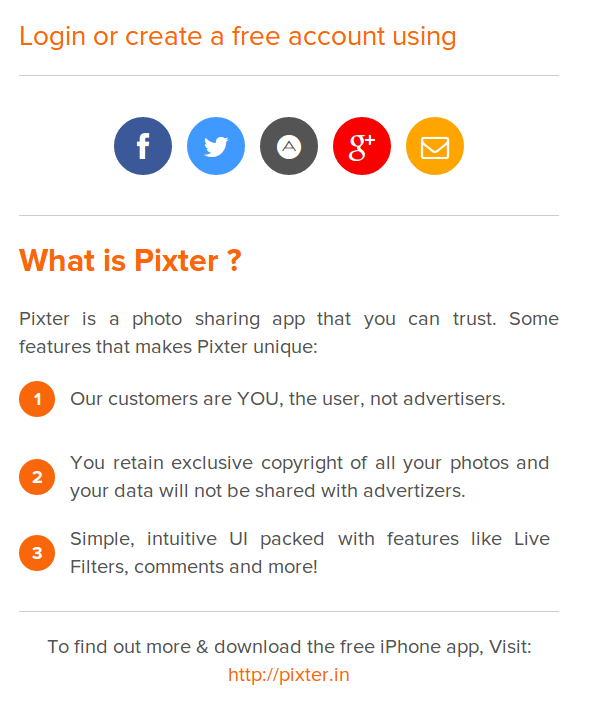 Login or create a free account using
What is Pixter ?
Pixter is a photo sharing app that you can trust. Some
features that makes Pixter unique:
1 Our customers are YOU, the user, not advertisers.
2 You retain exclusive copyright of all your photos and
your data will not be shared with advertizers.
3 Simple, intuitive UI packed with features like Live
Filters, comments and more!
To find out more & download the free iPhone app, Visit:
http://pixter.in